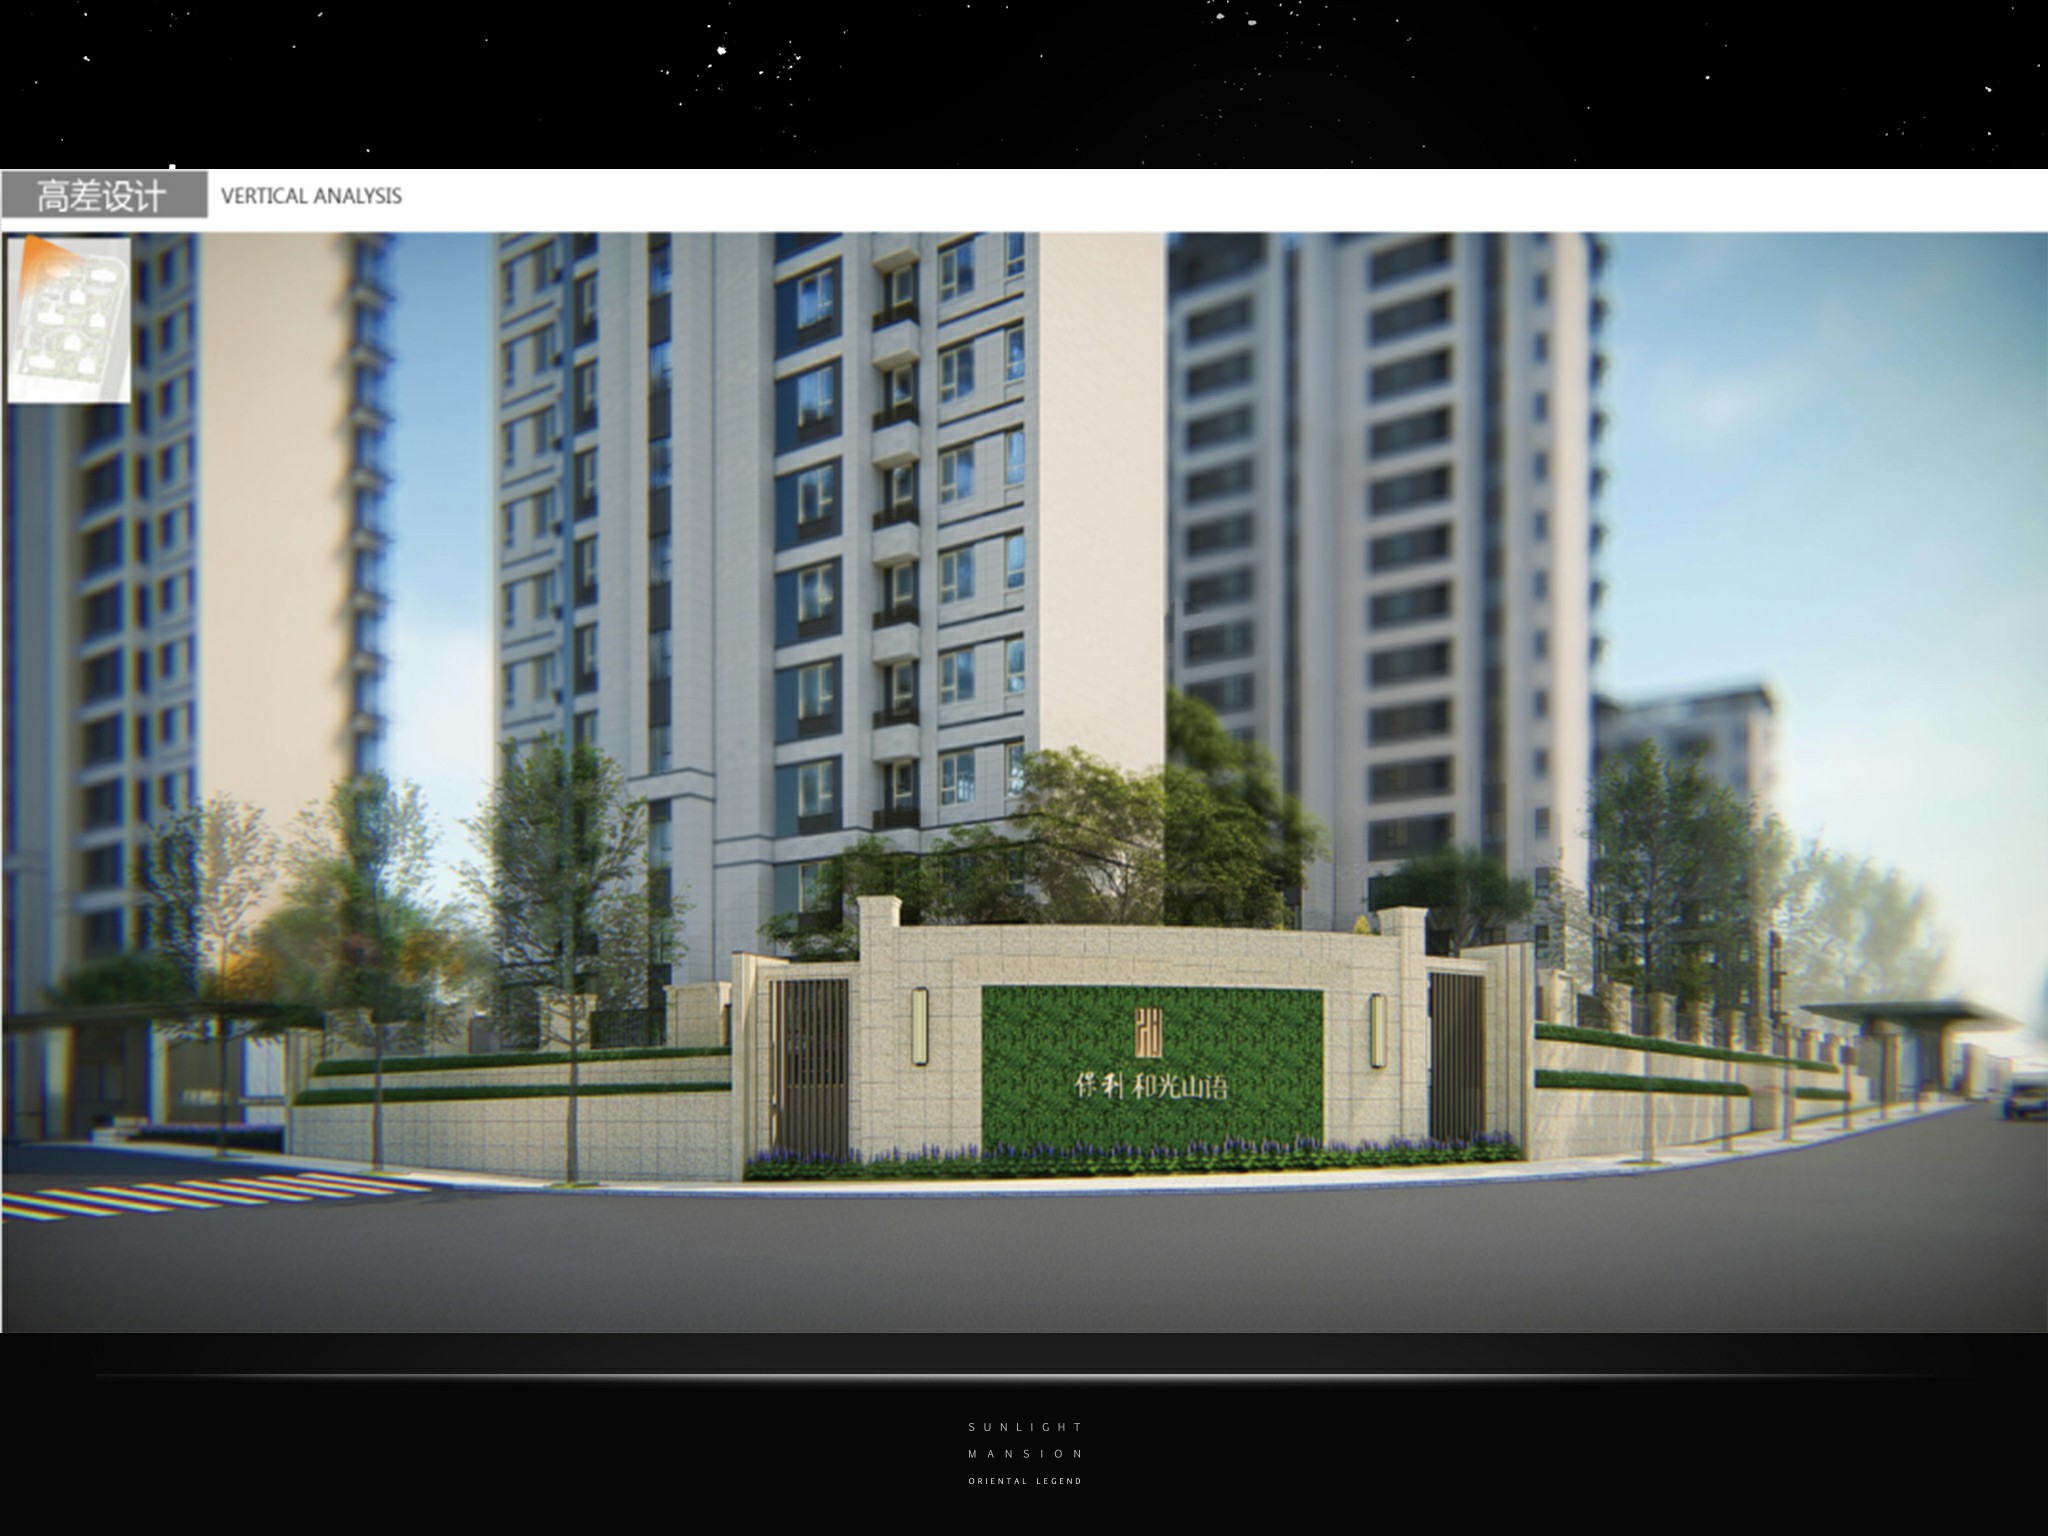 高差设计
VERTICAL ANALYSIS
保利 和光山语
SUNLIGHT
MANSION
ORIENTAL LEGEND